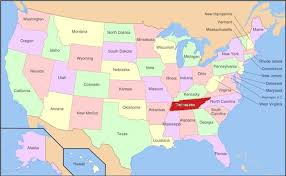 Washington
Montana
North Dakota
Minnesota
New Hampshire
Vermont
Massachusetts
Maine
Oregon
Idaho
Wyoming
South Dakota
Wisconsin
Michigan
New York
Nevada
Utah
Colorado
Nebraska
Iowa
Illinois
Indiana
Ohio
Pennsylvania
Rhode Island
Connecticut
New Jersey
Delaware
Maryland
West Virginia
California
Kansas
Missouri
Kentucky
Virginia
Arizona
New Mexico
Oklahoma
Arkansas
Tennessee
North Carolina
South Carolina
Texas
Louisiana
Alabama
Georgia
Florida
Alaska
Hawaii